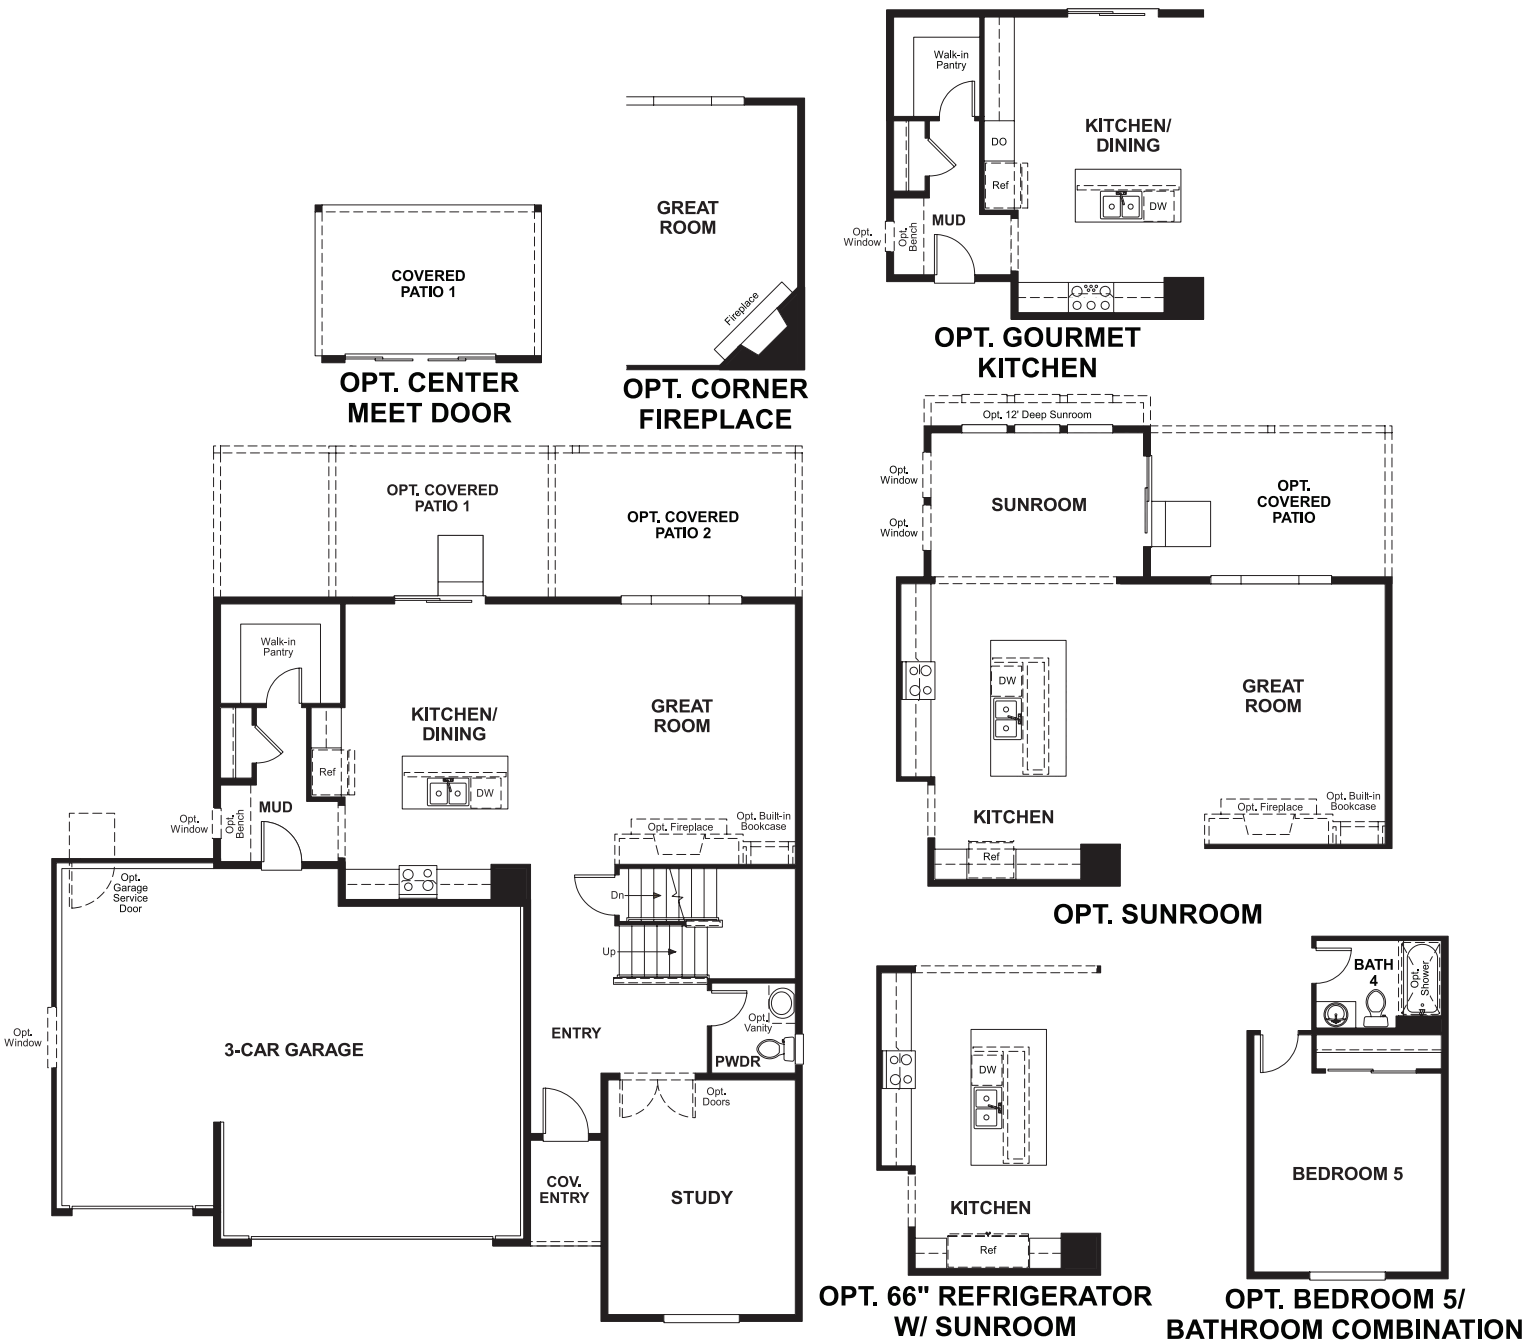 Walk-in
Pantry
KITCHEN/
DINING
DO
Ref
DW
MUD
Opt.
Window
Opt.
Bench
OPT. GOURMET
KITCHEN
GREAT
ROOM
Fireplace
OPT. CORNER
FIREPLACE
COVERED
PATIO 1
OPT. CENTER
MEET DOOR
Opt. 12' Deep Sunroom
Opt.
Window
Opt.
Window
SUNROOM
OPT.
COVERED
PATIO
DW
GREAT
ROOM
KITCHEN
Opt. Fireplace
Opt. Built-in
Bookcase
Ref
OPT. SUNROOM
OPT. COVERED
PATIO 1
OPT. COVERED
PATIO 2
Walk-in
Pantry
KITCHEN/
DINING
GREAT
ROOM
Ref
DW
MUD
Opt.
Window
Opt.
Bench
Opt. Fireplace
Opt. Built-in
Bookcase
Opt.
Garage
Service
Door
Dn
Up
Opt.
Window
3-CAR GARAGE
ENTRY
Opt.
Vanity
PWDR
Opt.
Doors
COV.
ENTRY
STUDY
DW
KITCHEN
Ref
OPT. 66" REFRIGERATOR
W/ SUNROOM
BATH
4
Opt.
Shower
BEDROOM 5
OPT. BEDROOM 5/
BATHROOM COMBINATION